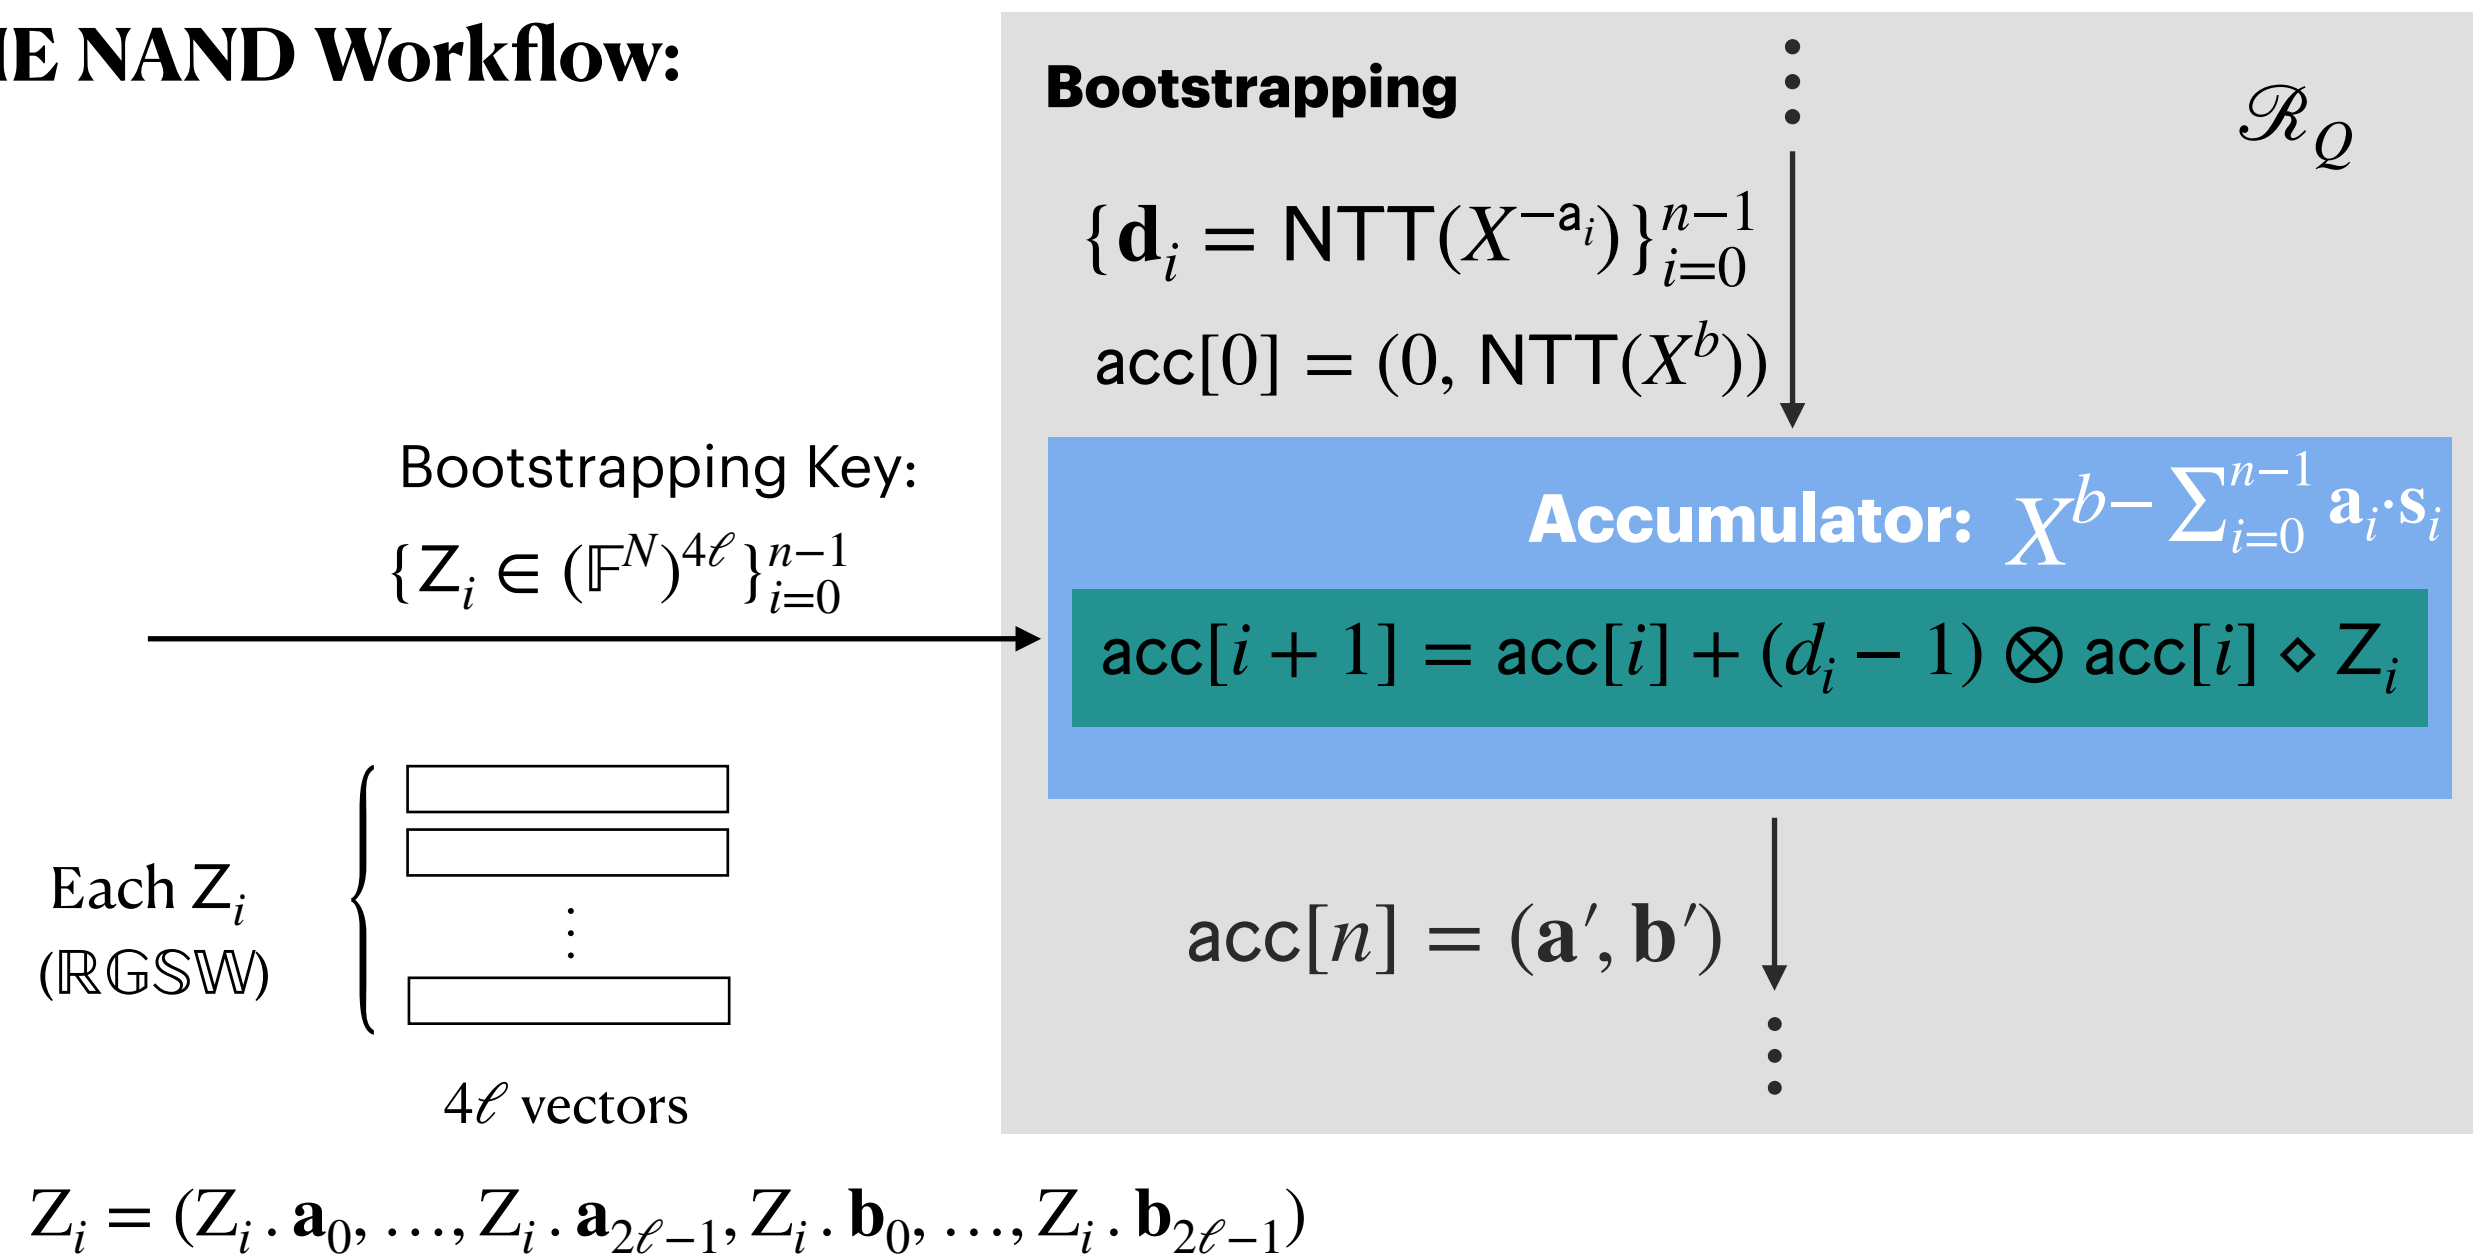 E NAND Workflow:
Bootstrapping
ℛ_Q
{𝐝_i = NTT(X^{−a_i})}_{i=0}^{n−1}
acc[0] = (0, NTT(X^b))
Bootstrapping Key:
{Z_i ∈ (𝔽^N)^{4ℓ}}_{i=0}^{n−1}
Accumulator: X^{b−∑_{i=0}^{n−1} 𝐚_i·𝐬_i}
acc[i + 1] = acc[i] + (d_i − 1) ⊗ acc[i] ⋄ Z_i
Each Z_i
(ℝ𝔾𝕊𝕎)
⋮
4ℓ vectors
acc[n] = (𝐚′, 𝐛′)
Z_i = (Z_i . 𝐚_0, …, Z_i . 𝐚_{2ℓ−1}, Z_i . 𝐛_0, …, Z_i . 𝐛_{2ℓ−1})